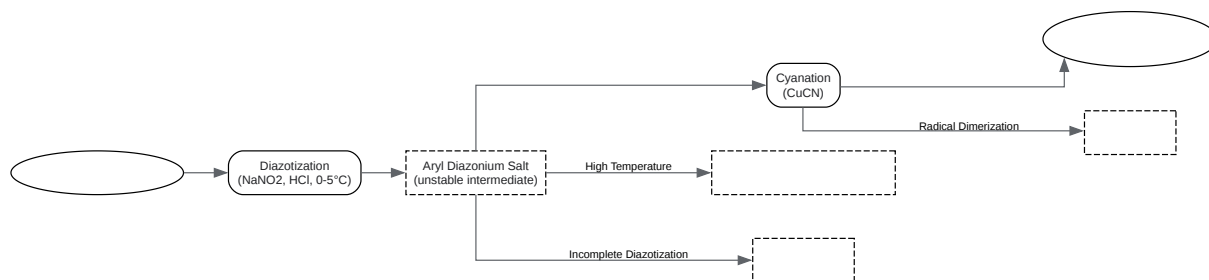 Cyanation
(CuCN)
Radical Dimerization
Diazotization
(NaNO2, HCl, 0-5°C)
Aryl Diazonium Salt
(unstable intermediate)
High Temperature
Incomplete Diazotization